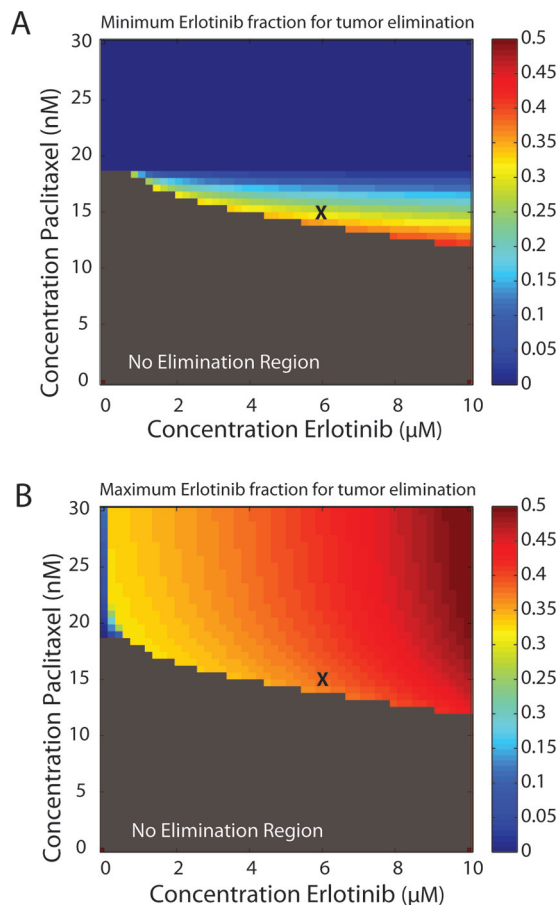 A
Minimum Erlotinib fraction for tumor elimination
30
25
20
15
10
5
0
Concentration Paclitaxel (nM)
X
No Elimination Region
0 2 4 6 8 10
Concentration Erlotinib (μM)
0.5
0.45
0.4
0.35
0.3
0.25
0.2
0.15
0.1
0.05
0
B
Maximum Erlotinib fraction for tumor elimination
30
25
20
15
10
5
0
Concentration Paclitaxel (nM)
X
No Elimination Region
0 2 4 6 8 10
Concentration Erlotinib (μM)
0.5
0.45
0.4
0.35
0.3
0.25
0.2
0.15
0.1
0.05
0